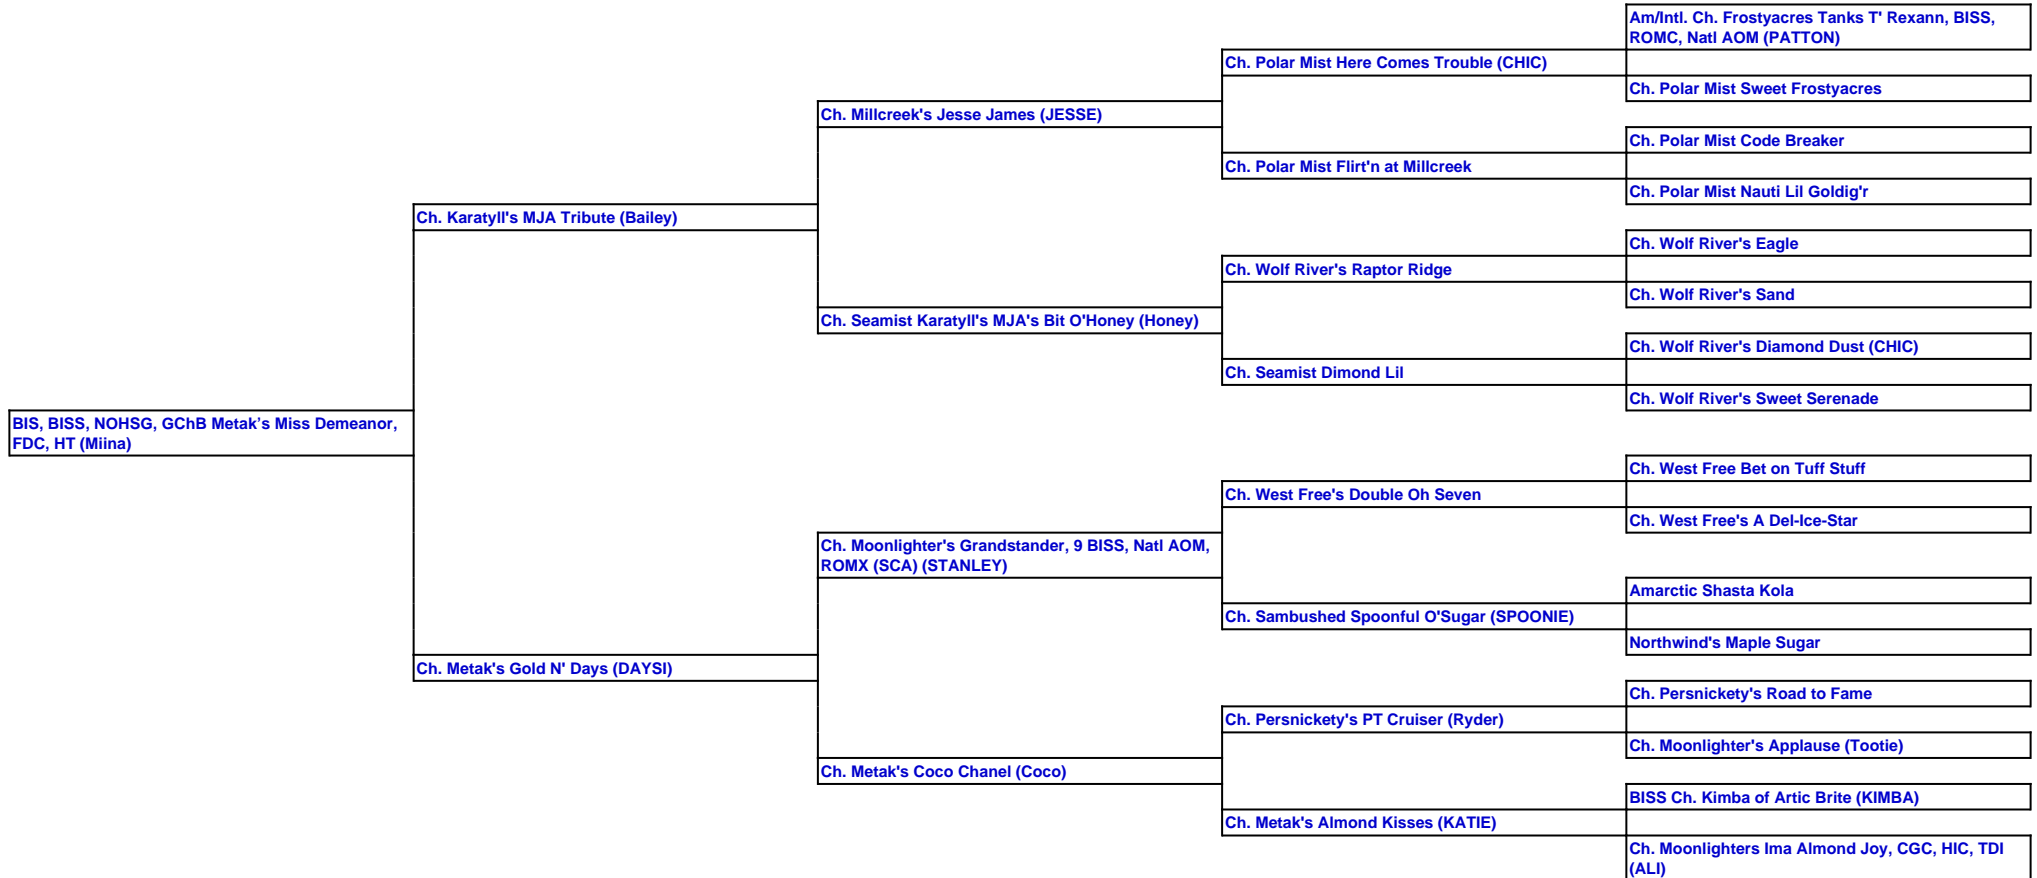 Am/Intl. Ch. Frostyacres Tanks T' Rexann, BISS,
ROMC, Natl AOM (PATTON)
Ch. Polar Mist Here Comes Trouble (CHIC)
Ch. Polar Mist Sweet Frostyacres
Ch. Millcreek's Jesse James (JESSE)
Ch. Polar Mist Code Breaker
Ch. Polar Mist Flirt'n at Millcreek
Ch. Polar Mist Nauti Lil Goldig'r
Ch. Karatyll's MJA Tribute (Bailey)
Ch. Wolf River's Eagle
Ch. Wolf River's Raptor Ridge
Ch. Wolf River's Sand
Ch. Seamist Karatyll's MJA's Bit O'Honey (Honey)
Ch. Wolf River's Diamond Dust (CHIC)
Ch. Seamist Dimond Lil
Ch. Wolf River's Sweet Serenade
BIS, BISS, NOHSG, GChB Metak’s Miss Demeanor,
FDC, HT (Miina)
Ch. West Free Bet on Tuff Stuff
Ch. West Free's Double Oh Seven
Ch. West Free's A Del-Ice-Star
Ch. Moonlighter's Grandstander, 9 BISS, Natl AOM,
ROMX (SCA) (STANLEY)
Amarctic Shasta Kola
Ch. Sambushed Spoonful O'Sugar (SPOONIE)
Northwind's Maple Sugar
Ch. Metak's Gold N' Days (DAYSI)
Ch. Persnickety's Road to Fame
Ch. Persnickety's PT Cruiser (Ryder)
Ch. Moonlighter's Applause (Tootie)
Ch. Metak's Coco Chanel (Coco)
BISS Ch. Kimba of Artic Brite (KIMBA)
Ch. Metak's Almond Kisses (KATIE)
Ch. Moonlighters Ima Almond Joy, CGC, HIC, TDI
(ALI)